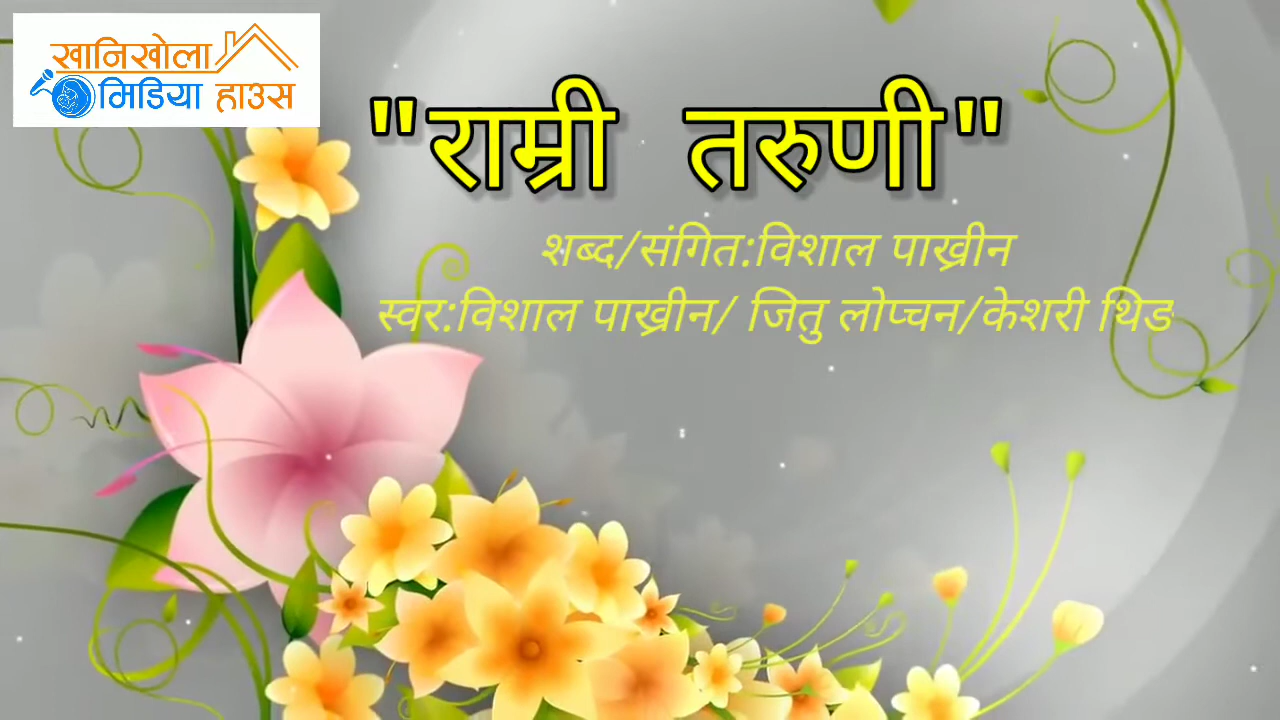 खानिखोला
मिडिया हाउस
"राम्री तरुणी"
शब्द/संगित:विशाल पाख्रीन
स्वर:विशाल पाख्रीन/ जितु लोप्चन/केशरी थिङ